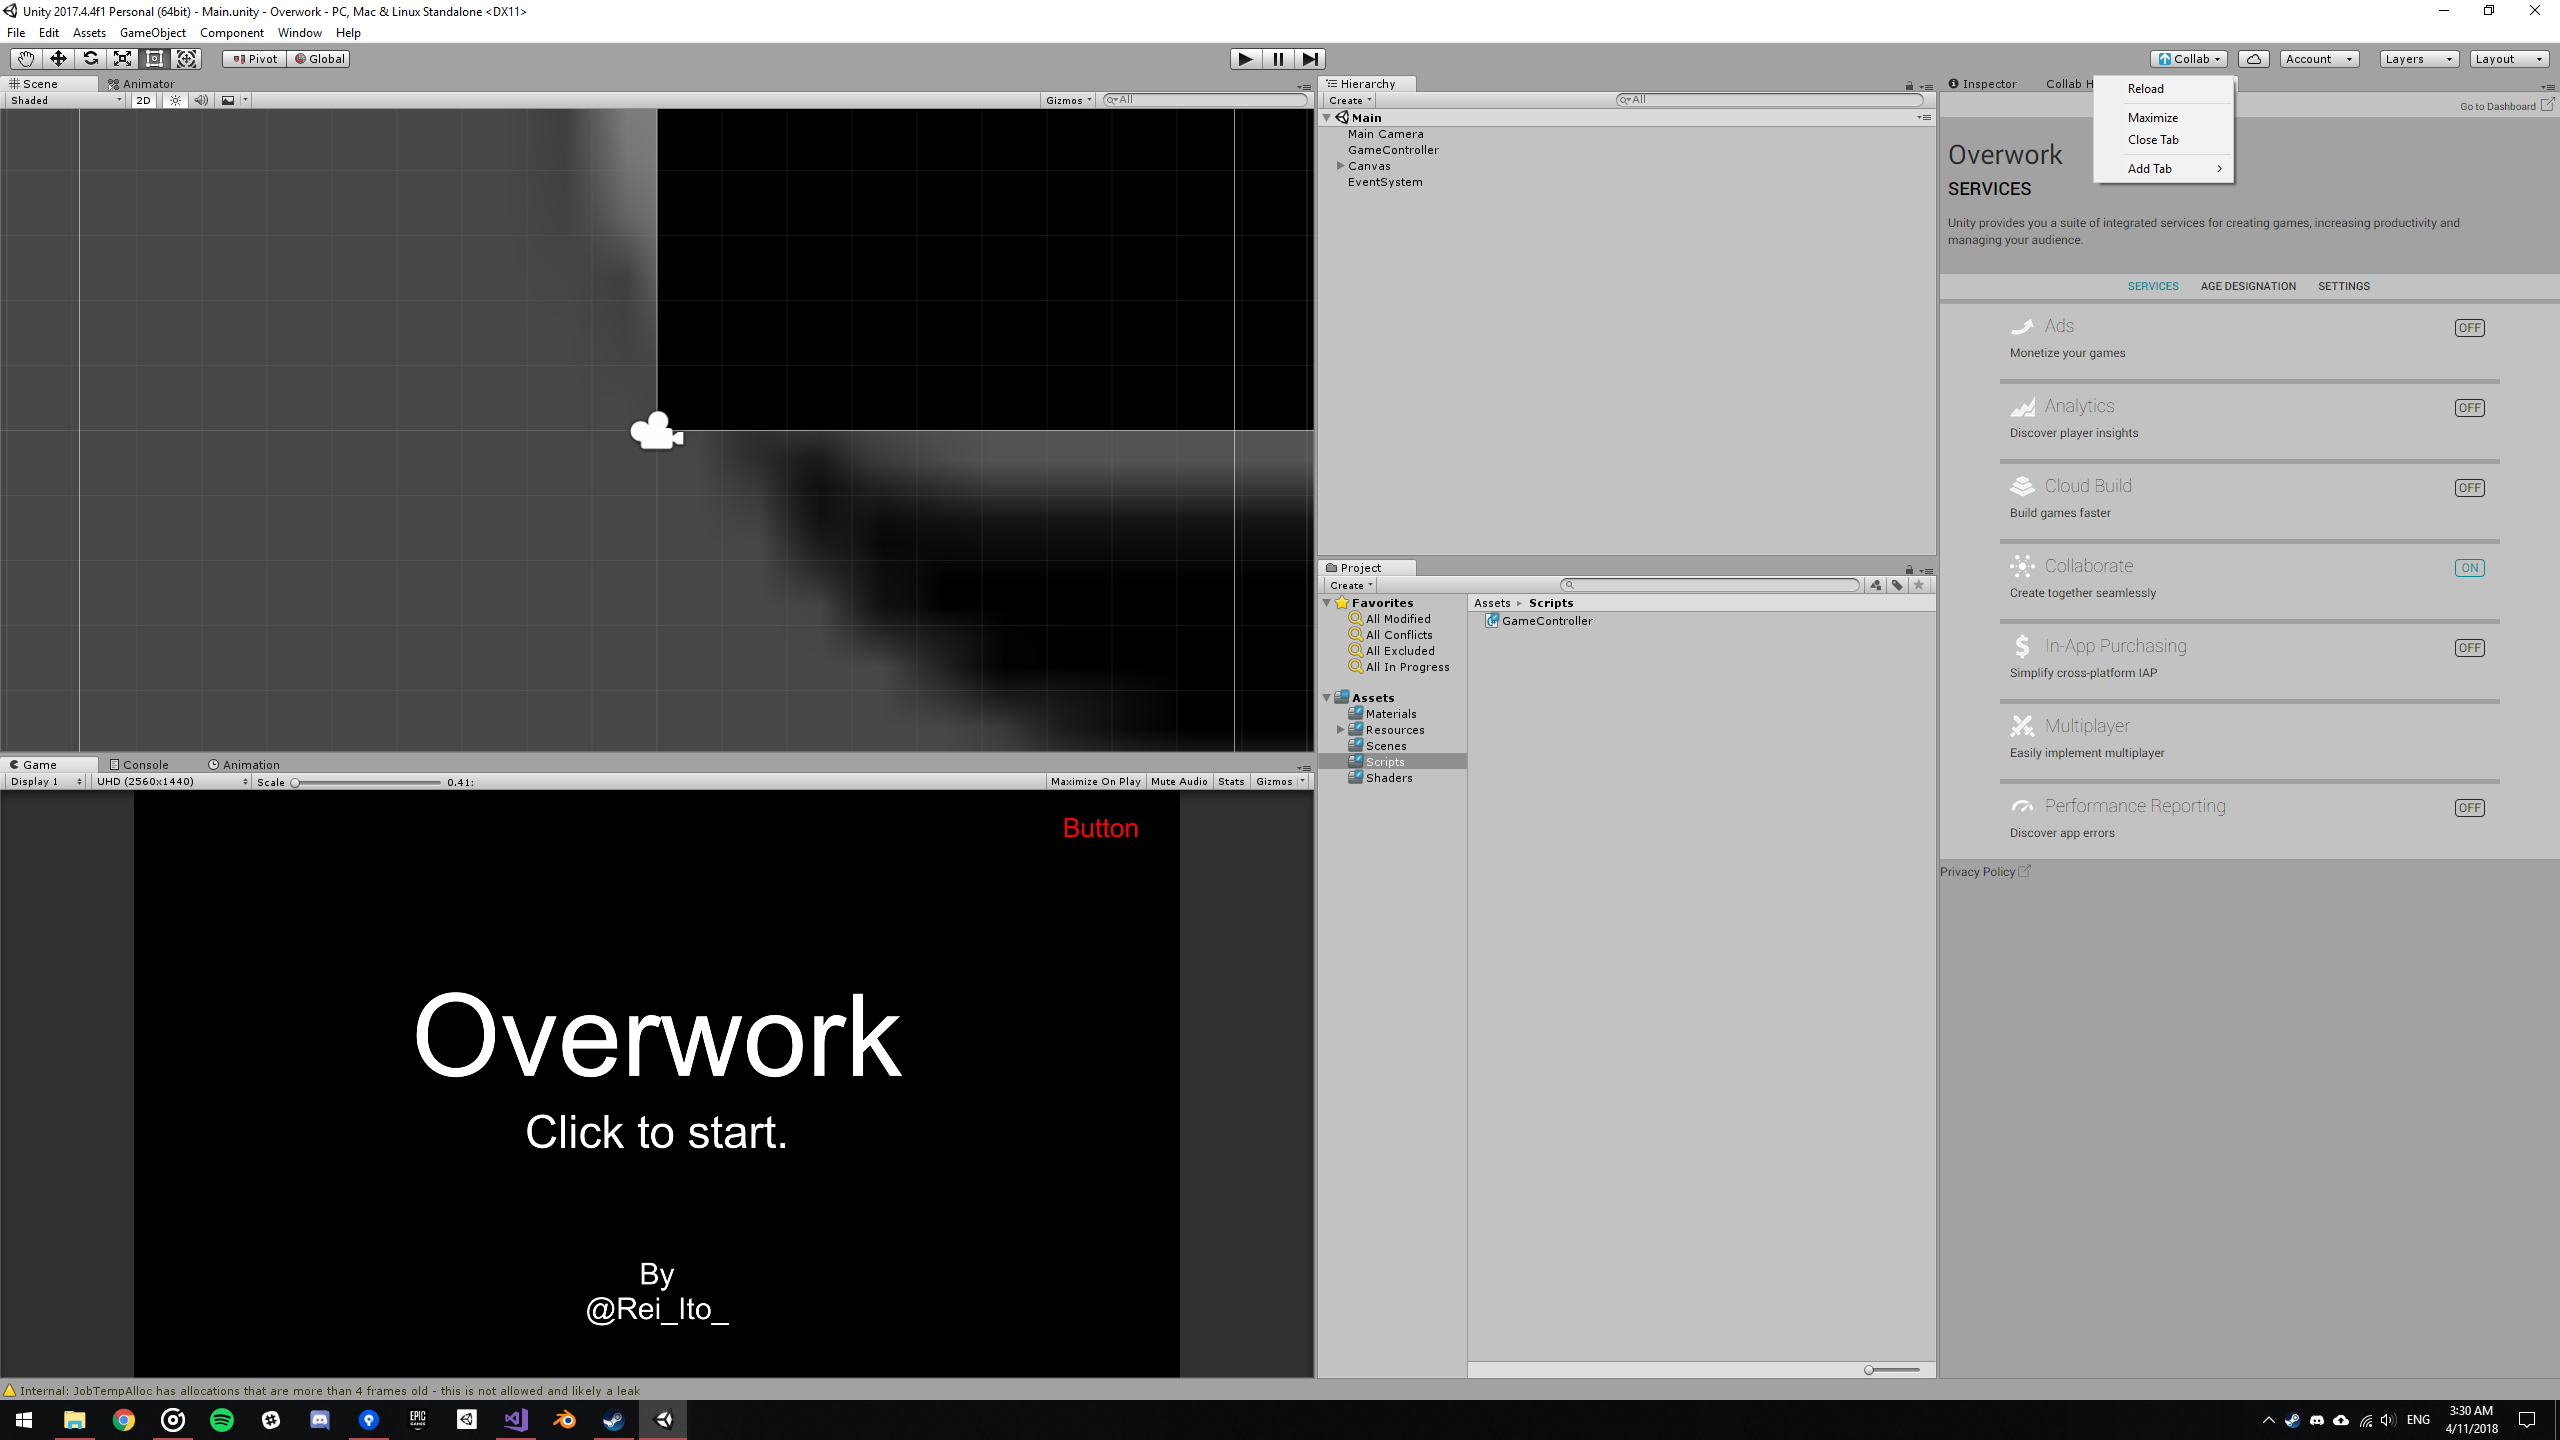 Unity 2017.4.4f1 Personal (64bit) - Main.unity - Overwork - PC, Mac & Linux Standalone <DX11>
File Edit Assets GameObject Component Window Help
Pivot Global Collab Account Layers Layout
Scene Animator
Shaded 2D Gizmos All
Hierarchy
Create All
Main
Main Camera
GameController
Canvas
EventSystem
Inspector Collab H
Reload
Maximize
Close Tab
Add Tab
Go to Dashboard
Overwork
SERVICES
Unity provides you a suite of integrated services for creating games, increasing productivity and
managing your audience.
SERVICES AGE DESIGNATION SETTINGS
Ads OFF
Monetize your games
Analytics OFF
Discover player insights
Cloud Build OFF
Build games faster
Collaborate ON
Create together seamlessly
In-App Purchasing OFF
Simplify cross-platform IAP
Multiplayer
Easily implement multiplayer
Performance Reporting OFF
Discover app errors
Privacy Policy
Project
Create
Favorites
All Modified
All Conflicts
All Excluded
All In Progress
Assets
Materials
Resources
Scenes
Scripts
Shaders
Assets Scripts
GameController
Game Console Animation
Display 1 UHD (2560x1440) Scale 0.41: Maximize On Play Mute Audio Stats Gizmos
Button
Overwork
Click to start.
By
@Rei_Ito_
Internal: JobTempAlloc has allocations that are more than 4 frames old - this is not allowed and likely a leak
EPIC
GAMES
ENG
3:30 AM
4/11/2018